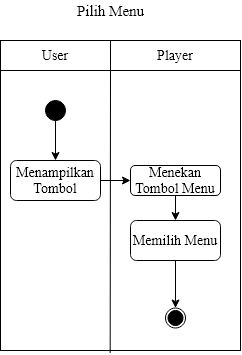 Pilih Menu
User
Player
Menampilkan
Tombol
Menekan
Tombol Menu
Memilih Menu